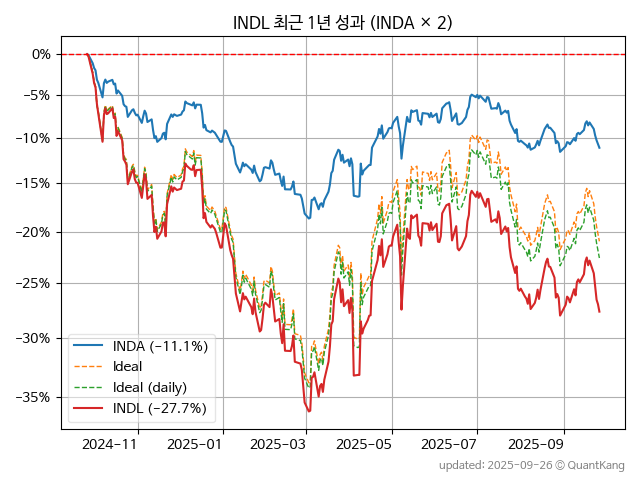 INDL 최근 1년 성과 (INDA × 2)
0%
−5%
−10%
−15%
−20%
−25%
−30%
−35%
INDA (−11.1%)
Ideal
Ideal (daily)
INDL (−27.7%)
2024−11
2025−01
2025−03
2025−05
2025−07
2025−09
updated: 2025-09-26 © QuantKang